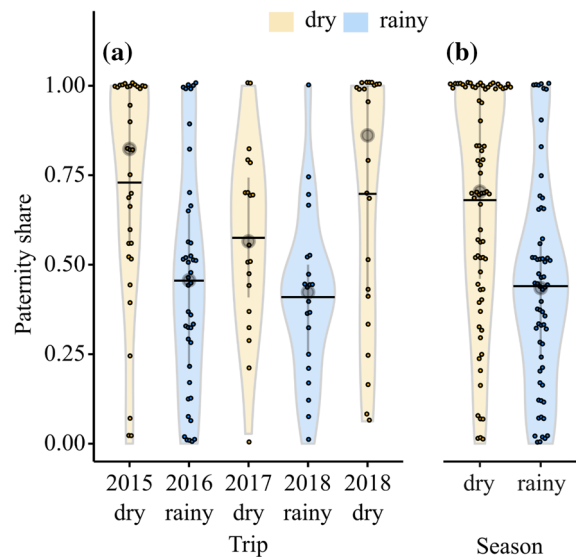 dry rainy
(a) (b)
Paternity share
1.00
0.75
0.50
0.25
0.00
2015 2016 2017 2018 2018
dry rainy dry rainy dry
Trip
dry rainy
Season